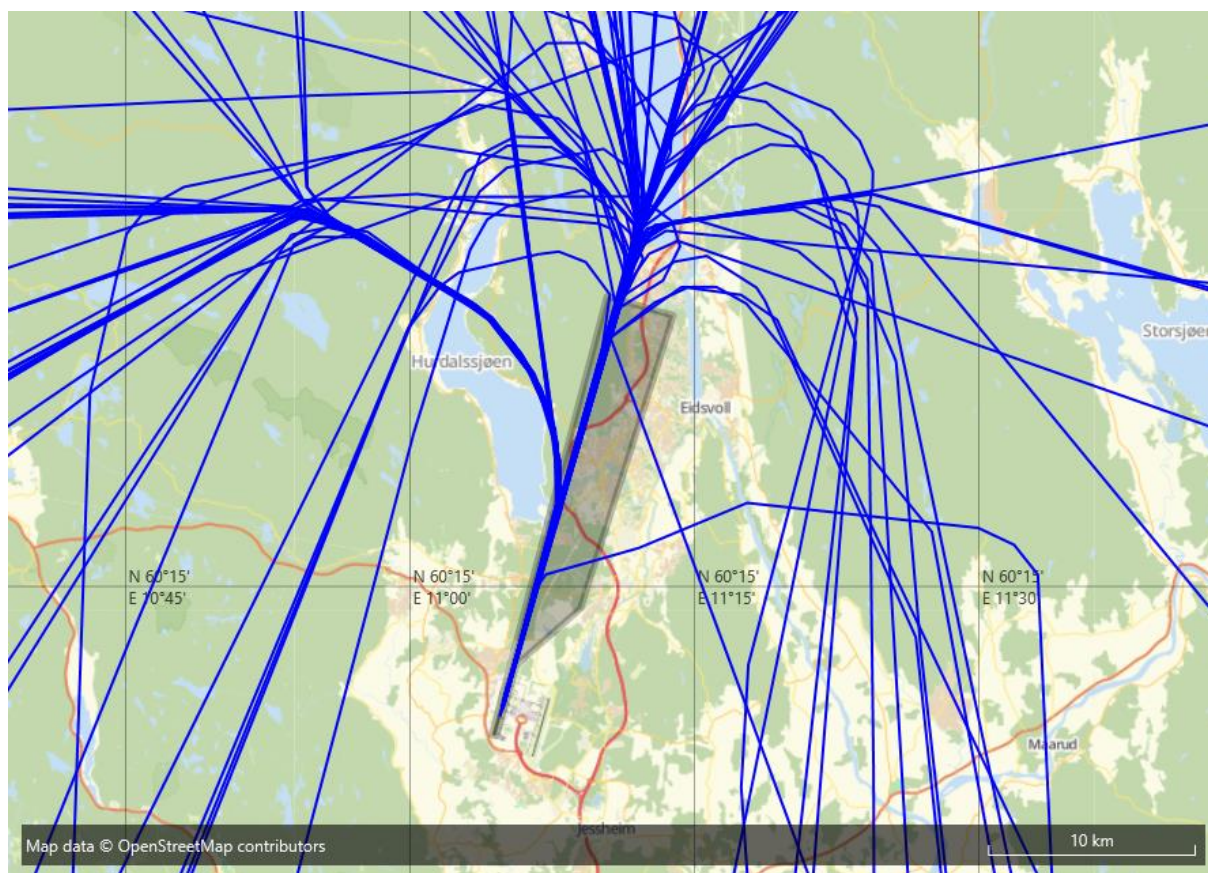 Hurdalssjøen
Storsjøen
Eidsvoll
N 60°15'
E 10°45'
N 60°15'
E 11°00'
N 60°15'
E 11°15'
N 60°15'
E 11°30'
Maarud
Jessheim
Map data © OpenStreetMap contributors
10 km